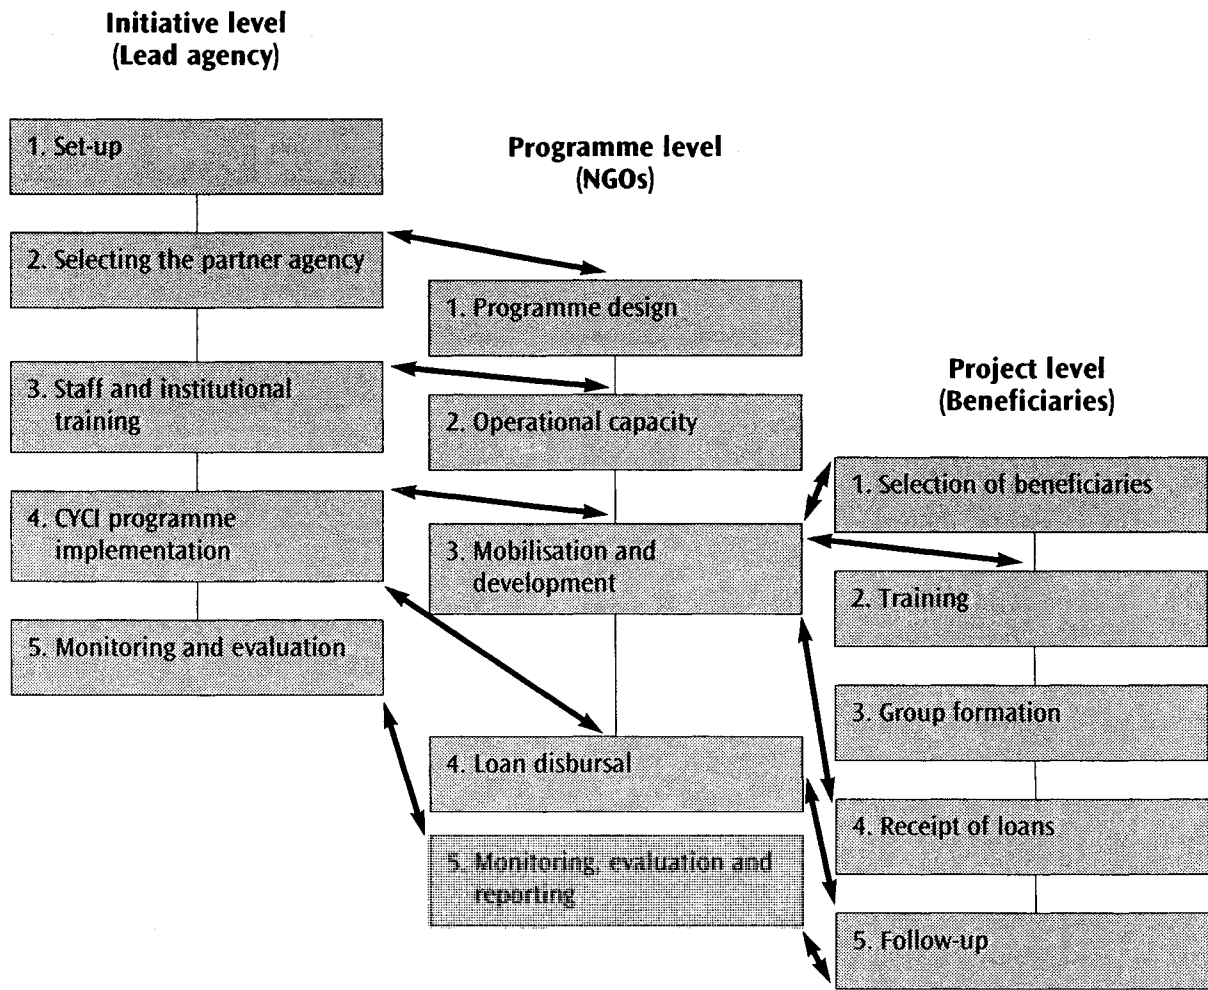 Initiative level
(Lead agency)
1. Set-up
2. Selecting the partner agency
3. Staff and institutional
training
4. CYCI programme
implementation
5. Monitoring and evaluation
Programme level
(NGOs)
1. Programme design
2. Operational capacity
3. Mobilisation and
development
4. Loan disbursal
5. Monitoring, evaluation and
reporting
Project level
(Beneficiaries)
1. Selection of beneficiaries
2. Training
3. Group formation
4. Receipt of loans
5. Follow-up